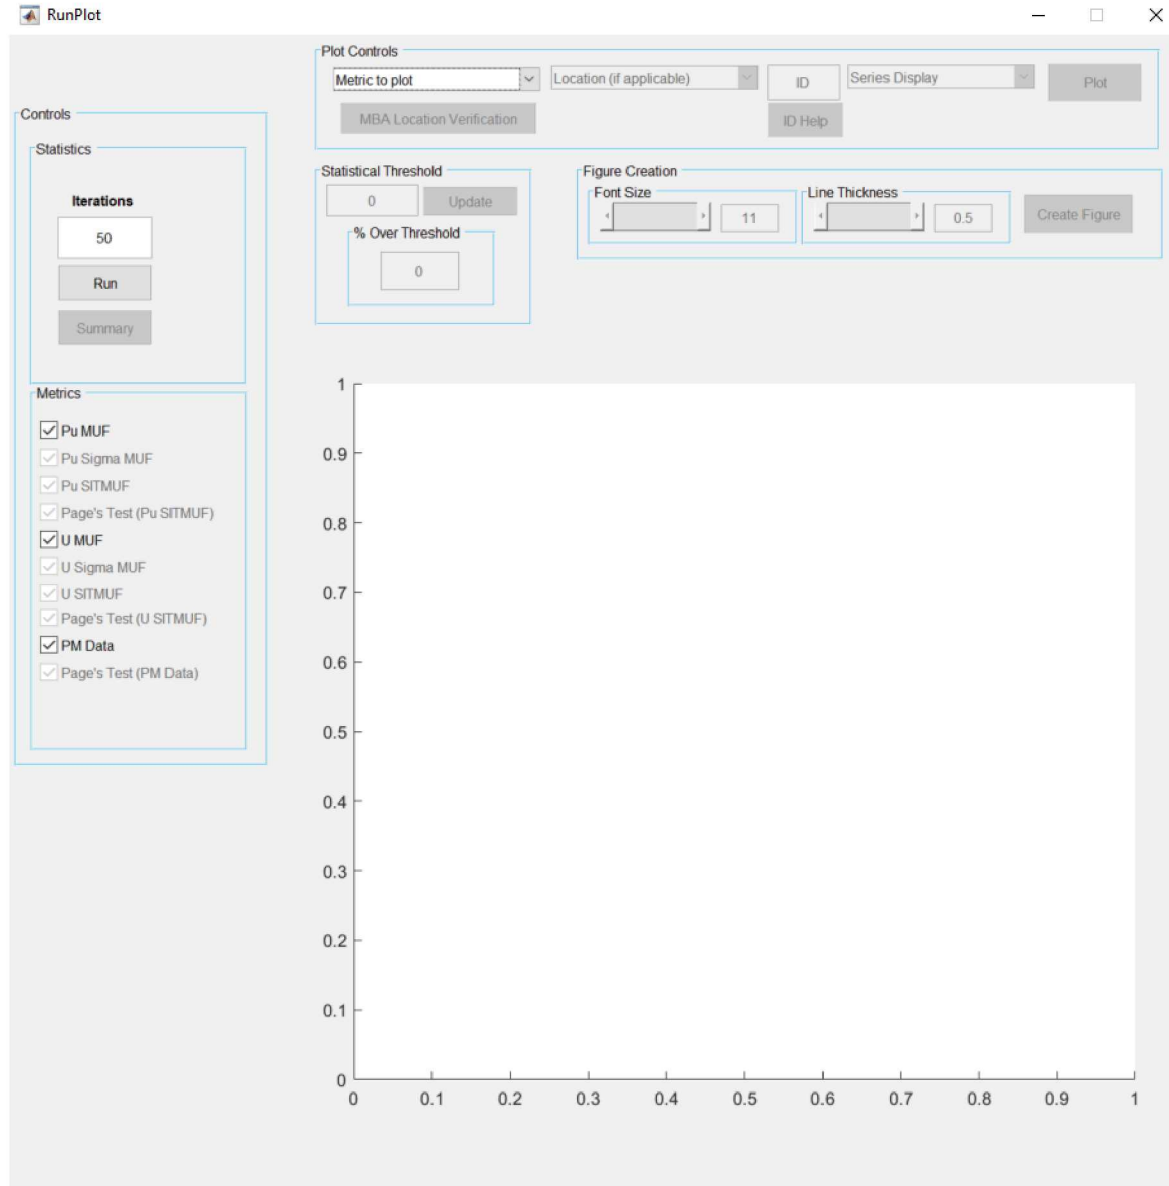 RunPlot
Plot Controls
Metric to plot
Location (if applicable)
ID
Series Display
Plot
MBA Location Verification
ID Help
Controls
Statistics
Iterations
50
Run
Summary
Statistical Threshold
0
Update
% Over Threshold
0
Figure Creation
Font Size
11
Line Thickness
0.5
Create Figure
Metrics
Pu MUF
Pu Sigma MUF
Pu SITMUF
Page's Test (Pu SITMUF)
U MUF
U Sigma MUF
U SITMUF
Page's Test (U SITMUF)
PM Data
Page's Test (PM Data)
1
0.9
0.8
0.7
0.6
0.5
0.4
0.3
0.2
0.1
0
0 0.1 0.2 0.3 0.4 0.5 0.6 0.7 0.8 0.9 1